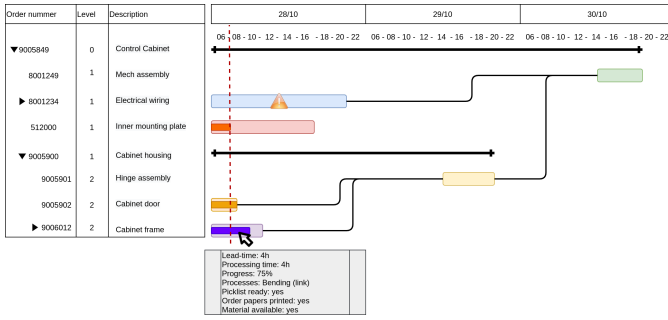 Order number Level Description 28/10 29/10 30/10
06 - 08 - 10 - 12 - 14 - 16 - 18 - 20 - 22 06 - 08 - 10 - 12 - 14 - 16 - 18 - 20 - 22 06 - 08 - 10 - 12 - 14 - 16 - 18 - 20 - 22
9005849 0 Control Cabinet
8001249 1 Mech assembly
8001234 1 Electrical wiring
512000 1 Inner mounting plate
9005900 1 Cabinet housing
9005901 2 Hinge assembly
9005902 2 Cabinet door
9006012 2 Cabinet frame
Lead-time: 4h
Processing time: 4h
Progress: 75%
Processes: Bending (link)
Picklist ready: yes
Order papers printed: yes
Material available: yes